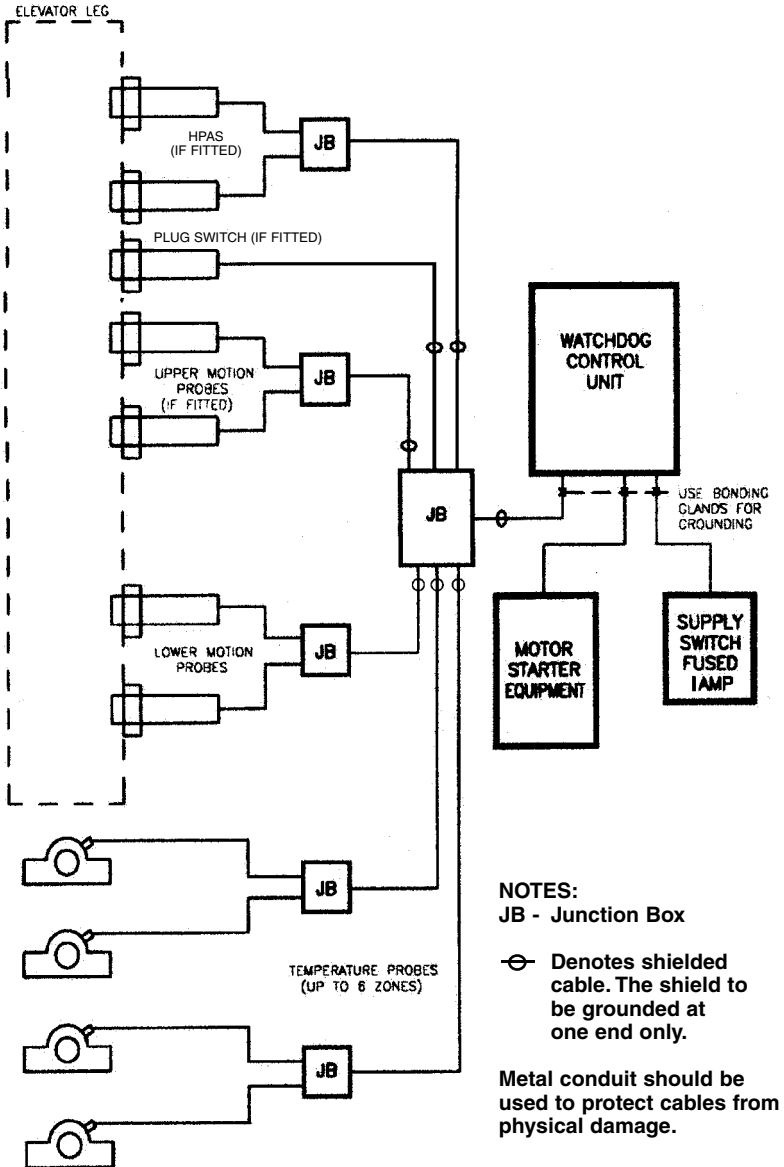 ELEVATOR LEG
HPAS
(IF FITTED)
JB
PLUG SWITCH (IF FITTED)
UPPER MOTION
PROBES
(IF FITTED)
JB
WATCHDOG
CONTROL
UNIT
JB
USE BONDING
GLANDS FOR
GROUNDING
LOWER MOTION
PROBES
JB
MOTOR
STARTER
EQUIPMENT
SUPPLY
SWITCH
FUSED
1AMP
JB
TEMPERATURE PROBES
(UP TO 6 ZONES)
JB
NOTES:
JB - Junction Box
Denotes shielded
cable. The shield to
be grounded at
one end only.
Metal conduit should be
used to protect cables from
physical damage.